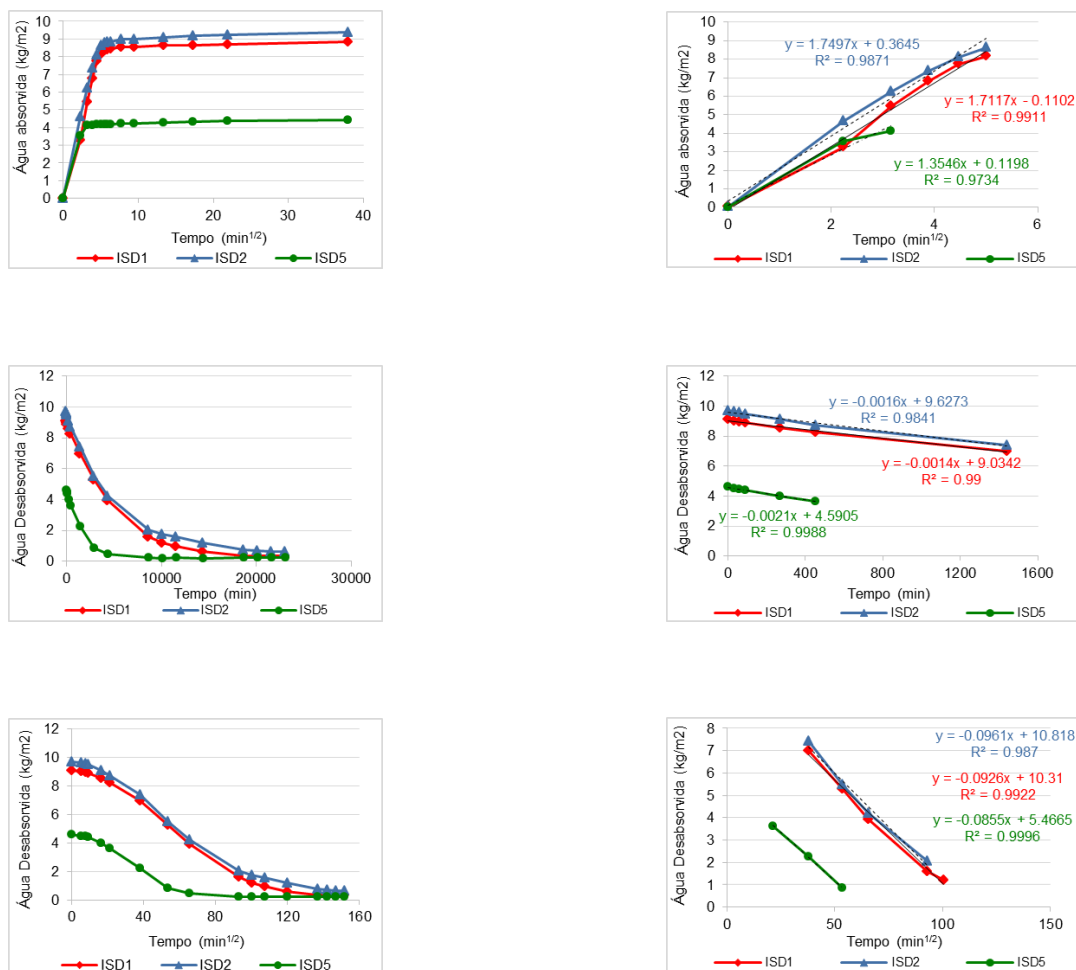 Água absorvida (kg/m2)
10
9
8
7
6
5
4
3
2
1
0
0 10 20 30 40
Tempo (min1/2)
ISD1 ISD2 ISD5
Água absorvida (kg/m2)
10
9
8
7
6
5
4
3
2
1
0
y = 1.7497x + 0.3645
R² = 0.9871
y = 1.7117x - 0.1102
R² = 0.9911
y = 1.3546x + 0.1198
R² = 0.9734
0 2 4 6
Tempo (min1/2)
ISD1 ISD2 ISD5
Água Desabsorvida (kg/m2)
12
10
8
6
4
2
0
0 10000 20000 30000
Tempo (min)
ISD1 ISD2 ISD5
Água Desabsorvida (kg/m2)
12
10
8
6
4
2
0
y = -0.0016x + 9.6273
R² = 0.9841
y = -0.0014x + 9.0342
R² = 0.99
y = -0.0021x + 4.5905
R² = 0.9988
0 400 800 1200 1600
Tempo (min)
ISD1 ISD2 ISD5
Água Desabsorvida (kg/m2)
12
10
8
6
4
2
0
0 40 80 120 160
Tempo (min1/2)
ISD1 ISD2 ISD5
Água Desabsorvida (kg/m2)
8
7
6
5
4
3
2
1
0
y = -0.0961x + 10.818
R² = 0.987
y = -0.0926x + 10.31
R² = 0.9922
y = -0.0855x + 5.4665
R² = 0.9996
0 50 100 150
Tempo (min1/2)
ISD1 ISD2 ISD5